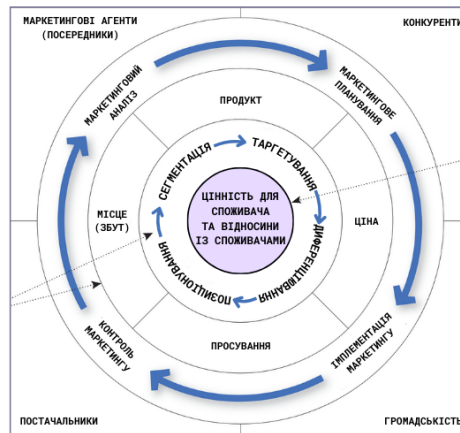 МАРКЕТИНГОВІ АГЕНТИ
(ПОСЕРЕДНИКИ)
КОНКУРЕНТИ
МАРКЕТИНГОВИЙ
АНАЛІЗ
МАРКЕТИНГОВЕ
ПЛАНУВАННЯ
ПРОДУКТ
СЕГМЕНТАЦІЯ
ТАРГЕТУВАННЯ
МІСЦЕ
(ЗБУТ)
ЦІННІСТЬ ДЛЯ
СПОЖИВАЧА
ТА ВІДНОСИНИ
ІЗ СПОЖИВАЧАМИ
ЦІНА
ПОЗИЦІОНУВАННЯ
ДИФЕРЕНЦІЮВАННЯ
ПРОСУВАННЯ
КОНТРОЛЬ
МАРКЕТИНГУ
ІМПЛЕМЕНТАЦІЯ
МАРКЕТИНГУ
ПОСТАЧАЛЬНИКИ
ГРОМАДСЬКІСТЬ